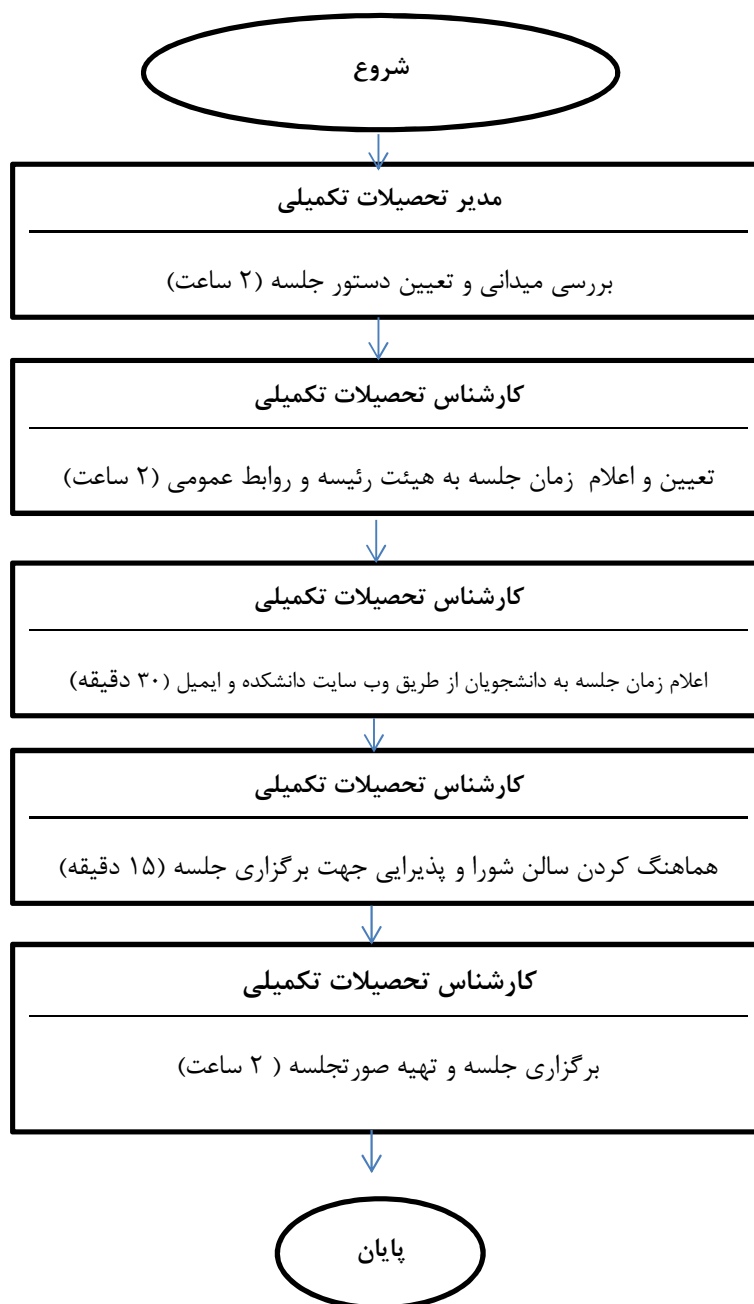 شروع
مدیر تحصیلات تکمیلی
بررسی میدانی و تعیین دستور جلسه (۲ ساعت)
کارشناس تحصیلات تکمیلی
تعیین و اعلام زمان جلسه به هیئت رئیسه و روابط عمومی (۲ ساعت)
کارشناس تحصیلات تکمیلی
اعلام زمان جلسه به دانشجویان از طریق وب سایت دانشکده و ایمیل (۳۰ دقیقه)
کارشناس تحصیلات تکمیلی
هماهنگ کردن سالن شورا و پذیرایی جهت برگزاری جلسه (۱۵ دقیقه)
کارشناس تحصیلات تکمیلی
برگزاری جلسه و تهیه صورتجلسه ( ۲ ساعت)
پایان